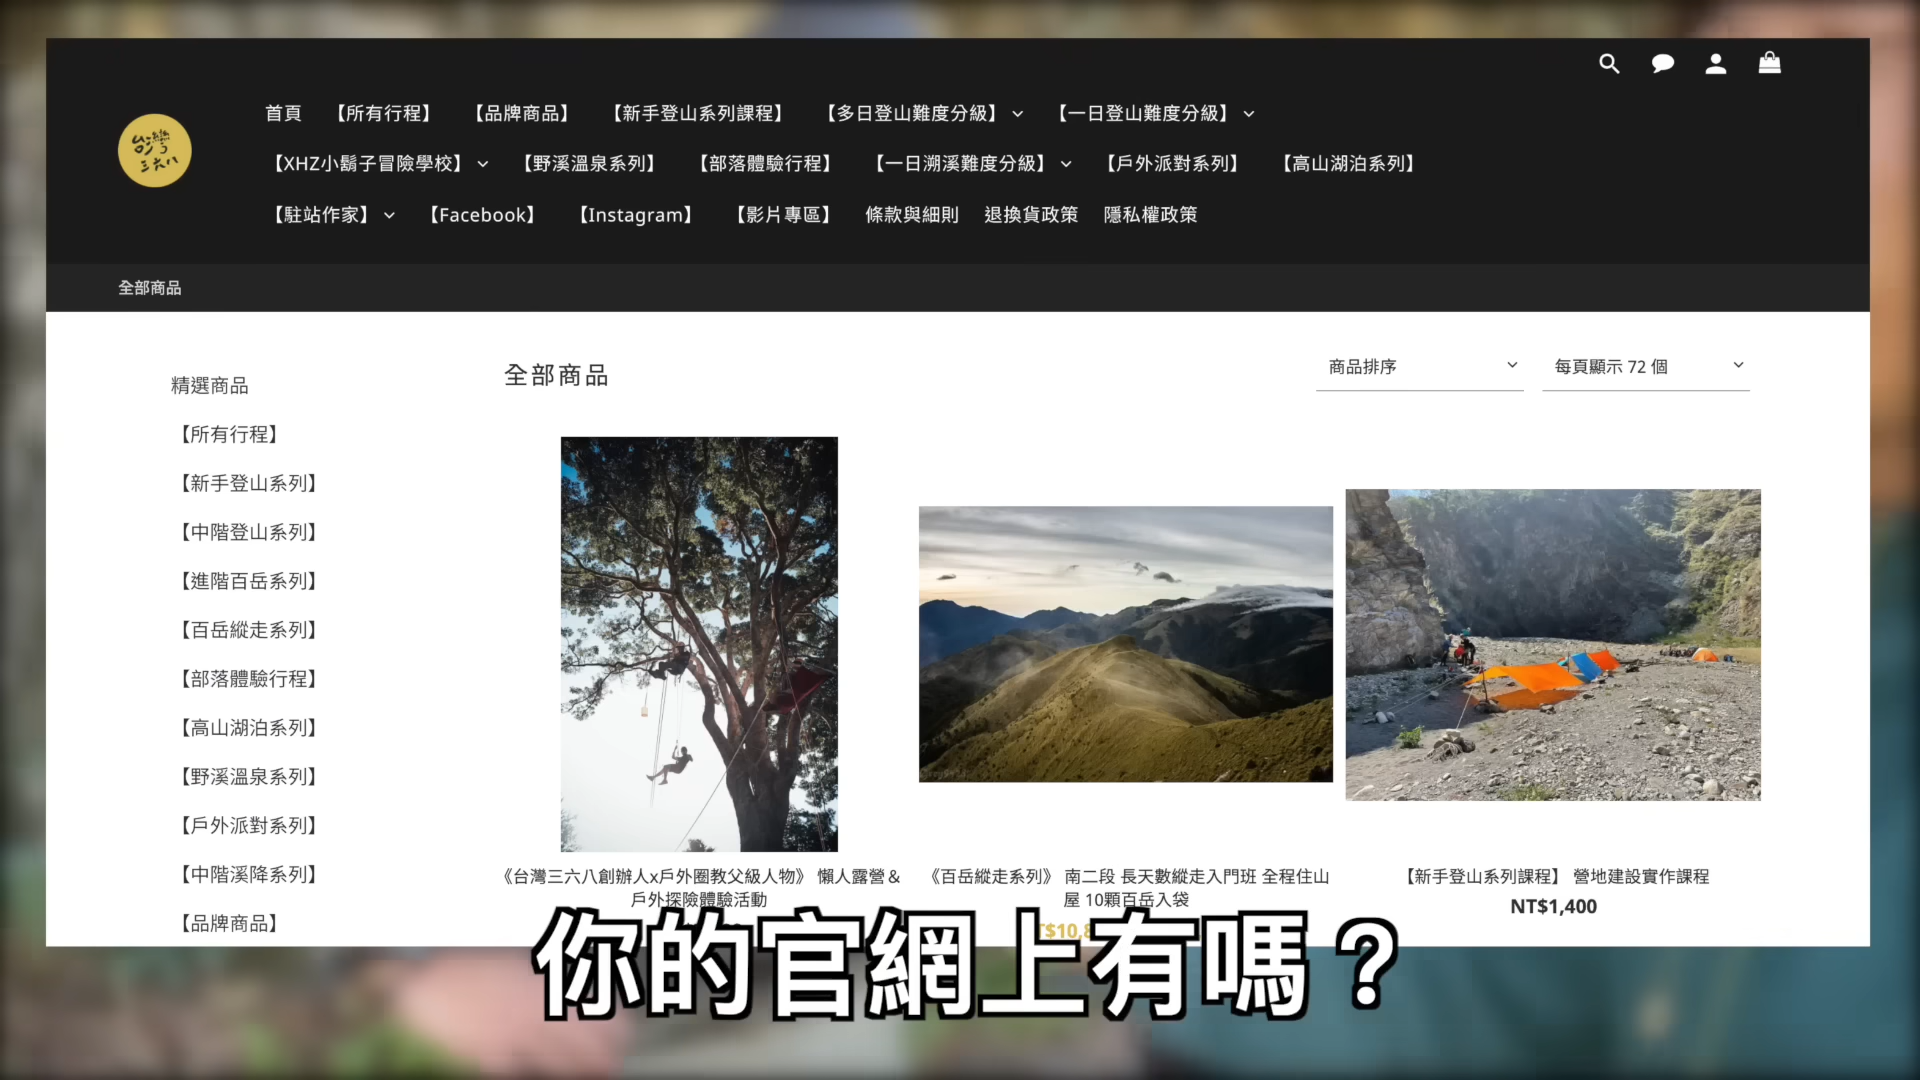 首頁 【所有行程】 【品牌商品】 【新手登山系列課程】 【多日登山難度分級】 【一日登山難度分級】
台灣
三六八
【XHZ小鬍子冒險學校】 【野溪溫泉系列】 【部落體驗行程】 【一日溯溪難度分級】 【戶外派對系列】 【高山湖泊系列】
【駐站作家】 【Facebook】 【Instagram】 【影片專區】 條款與細則 退換貨政策 隱私權政策
全部商品
精選商品
【所有行程】
【新手登山系列】
【中階登山系列】
【進階百岳系列】
【百岳縱走系列】
【部落體驗行程】
【高山湖泊系列】
【野溪溫泉系列】
【戶外派對系列】
【中階溪降系列】
【品牌商品】
全部商品
商品排序
每頁顯示 72 個
《台灣三六八創辦人x戶外圈教父級人物》 懶人露營＆
戶外探險體驗活動
《百岳縱走系列》 南二段 長天數縱走入門班 全程住山
屋 10顆百岳入袋
【新手登山系列課程】 營地建設實作課程
NT$1,400
你的官網上有嗎？